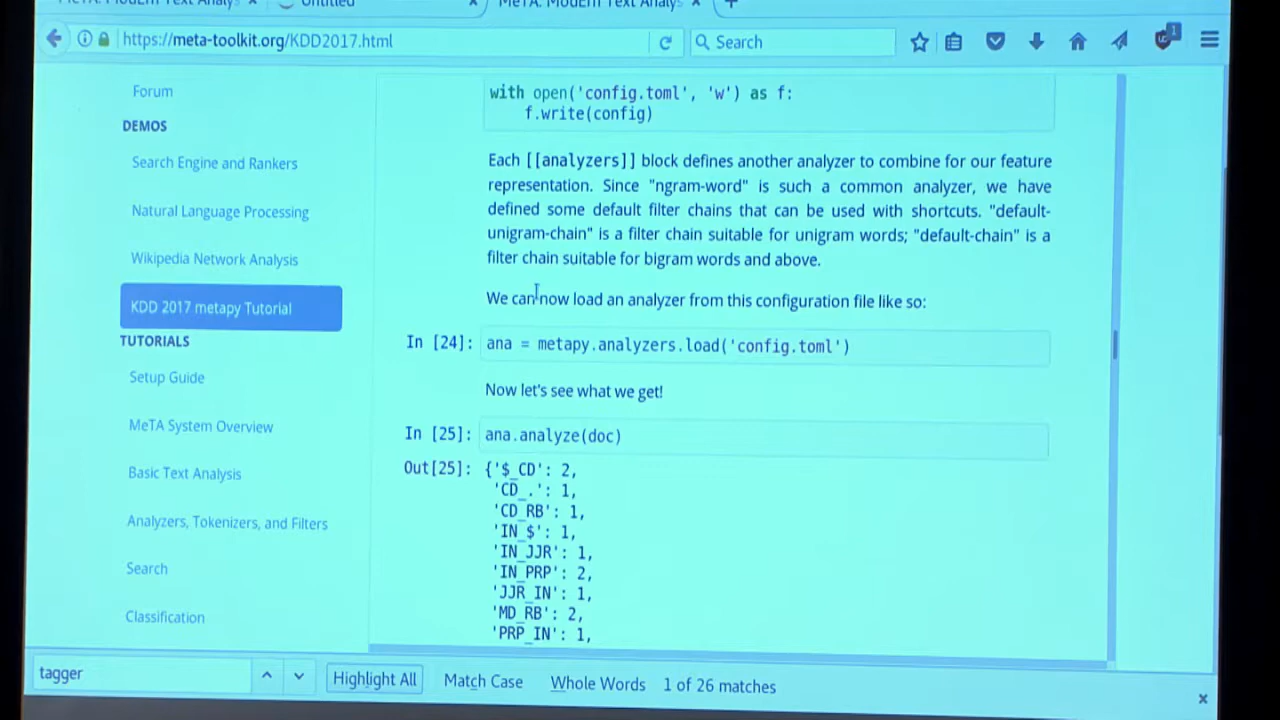 Untitled
https://meta-toolkit.org/KDD2017.html
Search
1
Forum
DEMOS
Search Engine and Rankers
Natural Language Processing
Wikipedia Network Analysis
KDD 2017 metapy Tutorial
TUTORIALS
Setup Guide
MeTA System Overview
Basic Text Analysis
Analyzers, Tokenizers, and Filters
Search
Classification
with open('config.toml', 'w') as f:
f.write(config)
Each [[analyzers]] block defines another analyzer to combine for our feature
representation. Since "ngram-word" is such a common analyzer, we have
defined some default filter chains that can be used with shortcuts. "default-
unigram-chain" is a filter chain suitable for unigram words; "default-chain" is a
filter chain suitable for bigram words and above.
We can now load an analyzer from this configuration file like so:
In [24]: ana = metapy.analyzers.load('config.toml')
Now let's see what we get!
In [25]: ana.analyze(doc)
Out[25]: {'$_CD': 2,
'CD_.': 1,
'CD_RB': 1,
'IN_$': 1,
'IN_JJR': 1,
'IN_PRP': 2,
'JJR_IN': 1,
'MD_RB': 2,
'PRP_IN': 1,
tagger
Highlight All
Match Case
Whole Words
1 of 26 matches